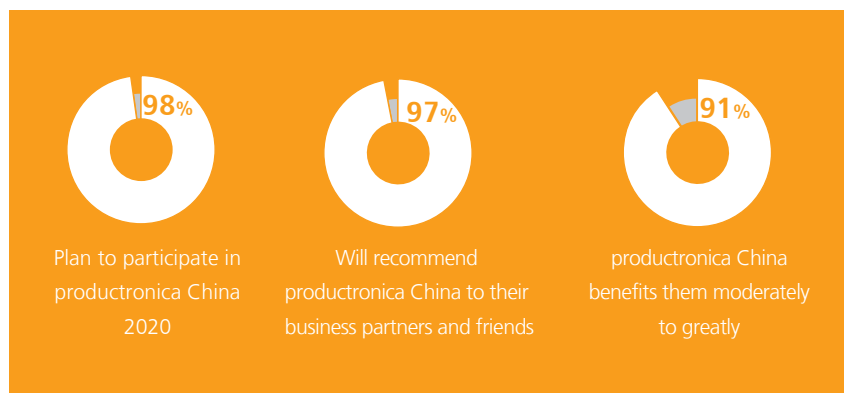 98%
Plan to participate in
productronica China
2020
97%
Will recommend
productronica China to their
business partners and friends
91%
productronica China
benefits them moderately
to greatly